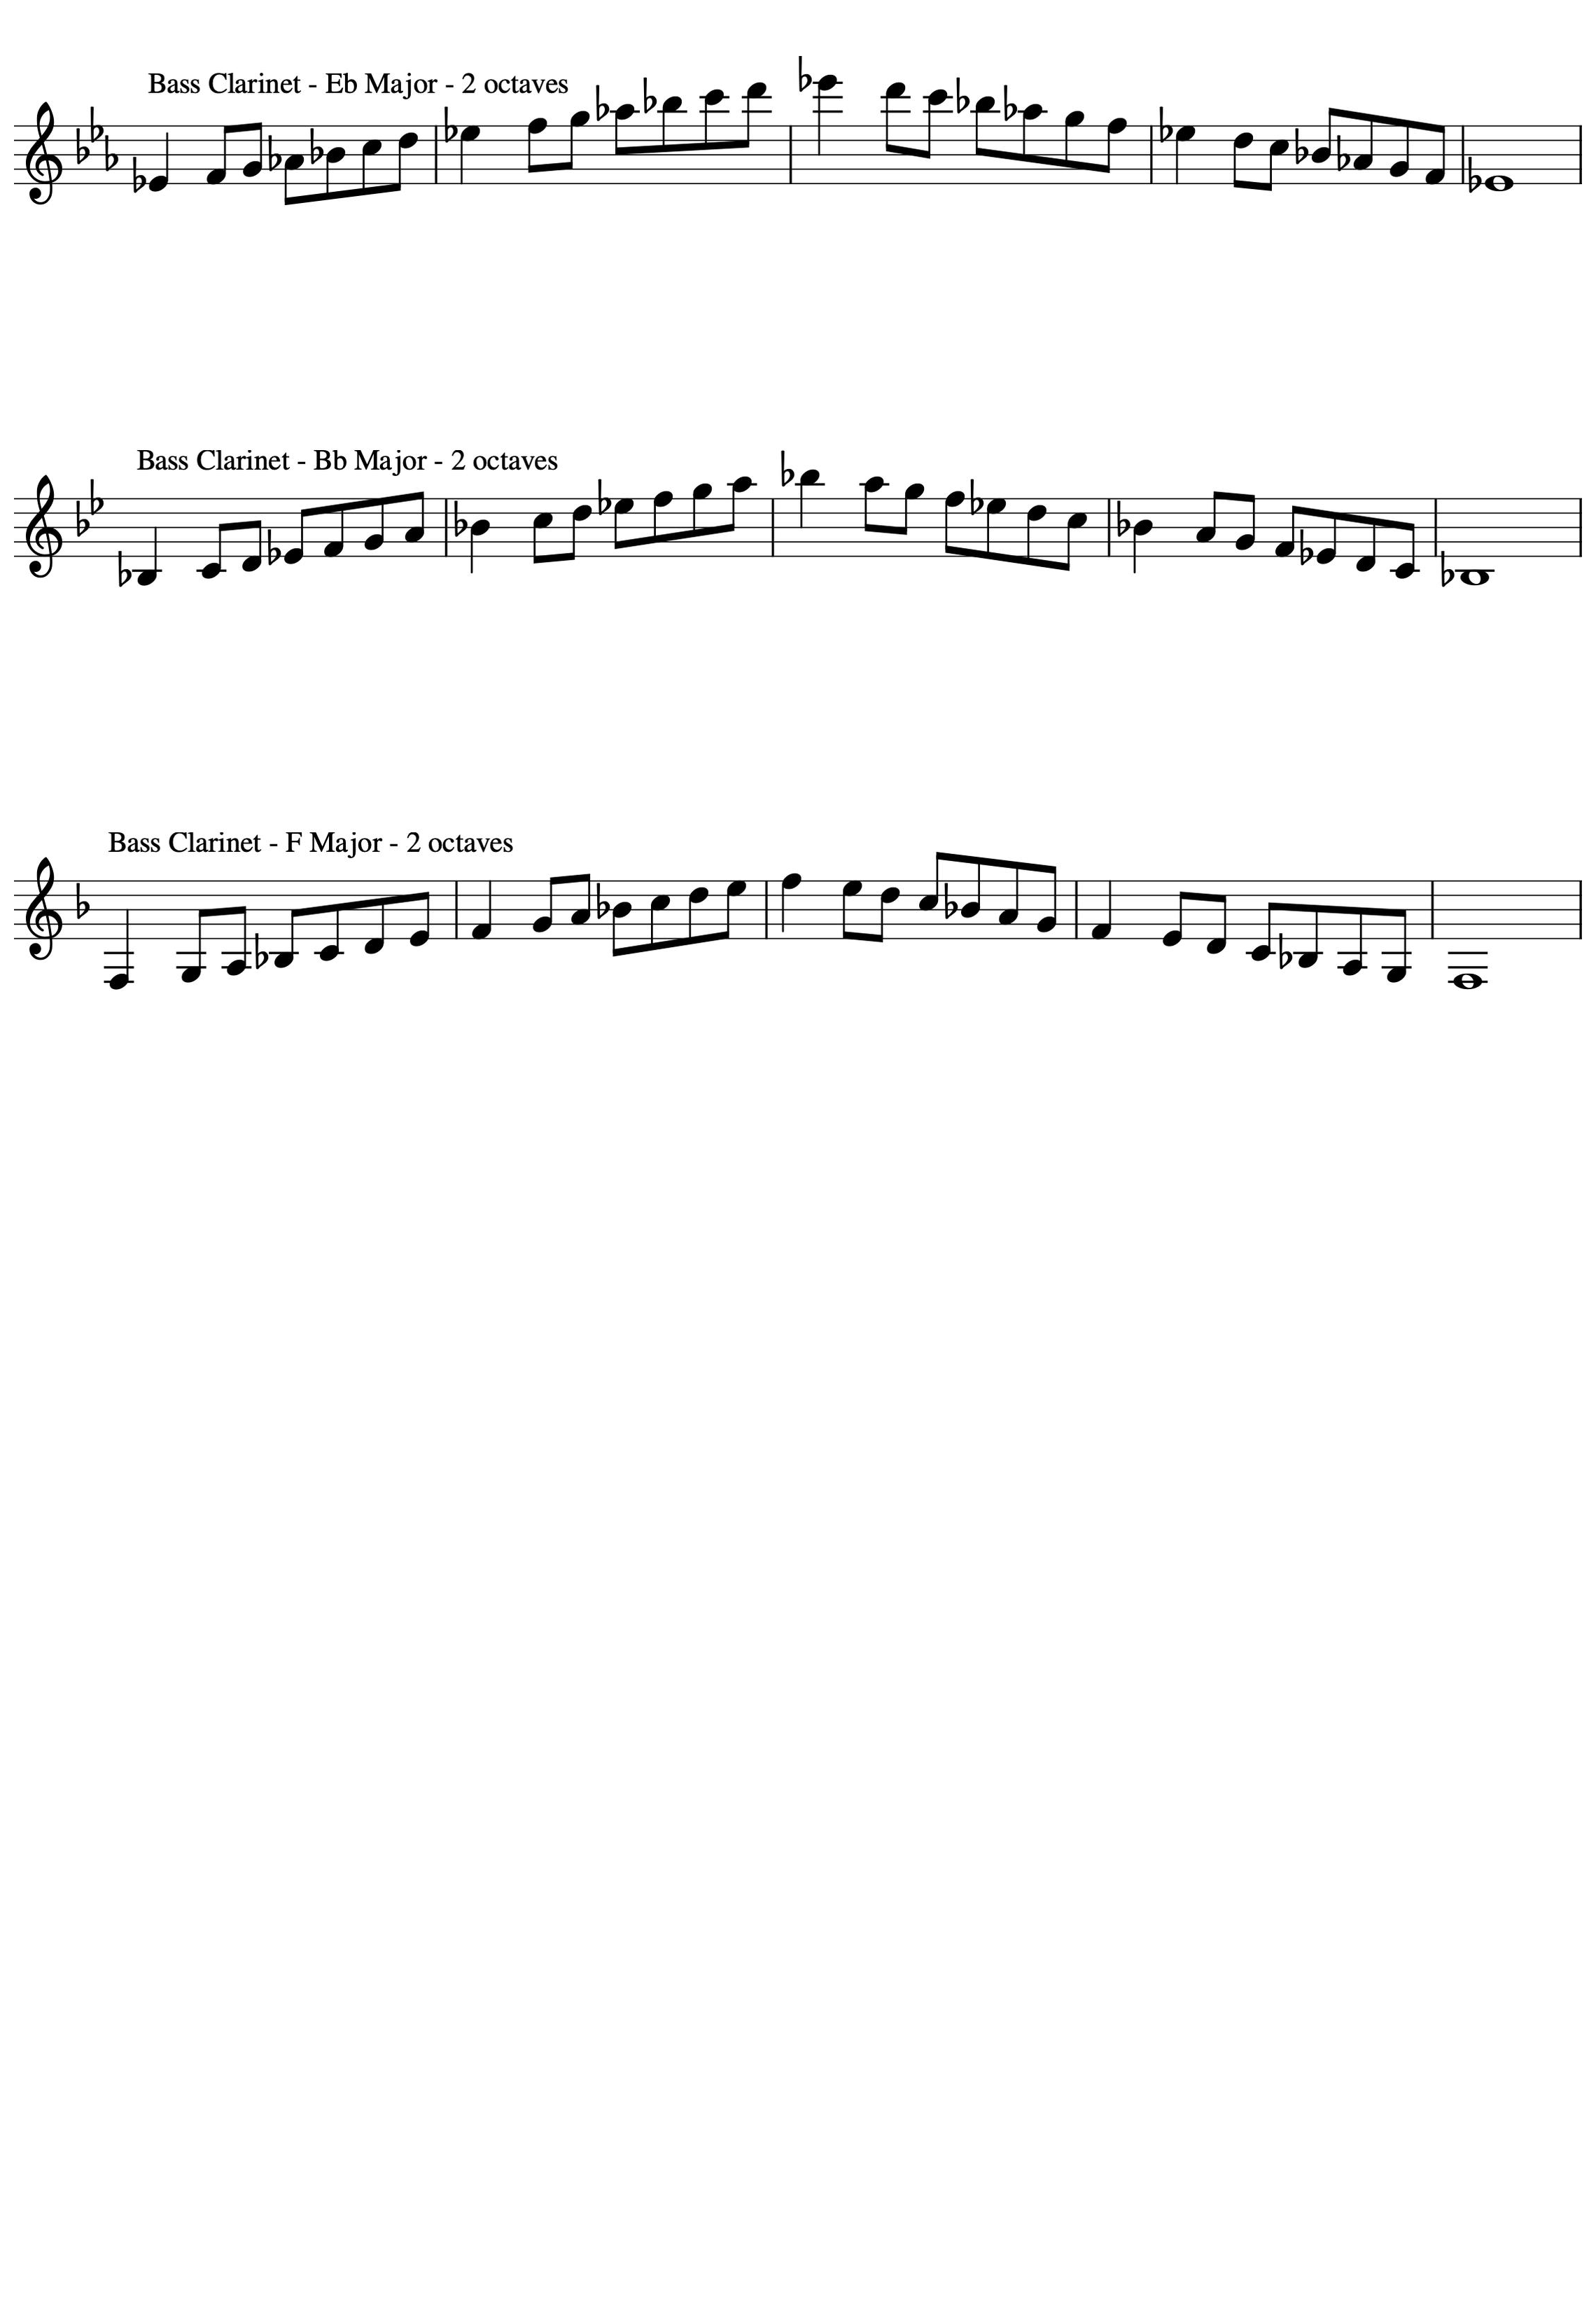 Bass Clarinet - Eb Major - 2 octaves
Bass Clarinet - Bb Major - 2 octaves
Bass Clarinet - F Major - 2 octaves